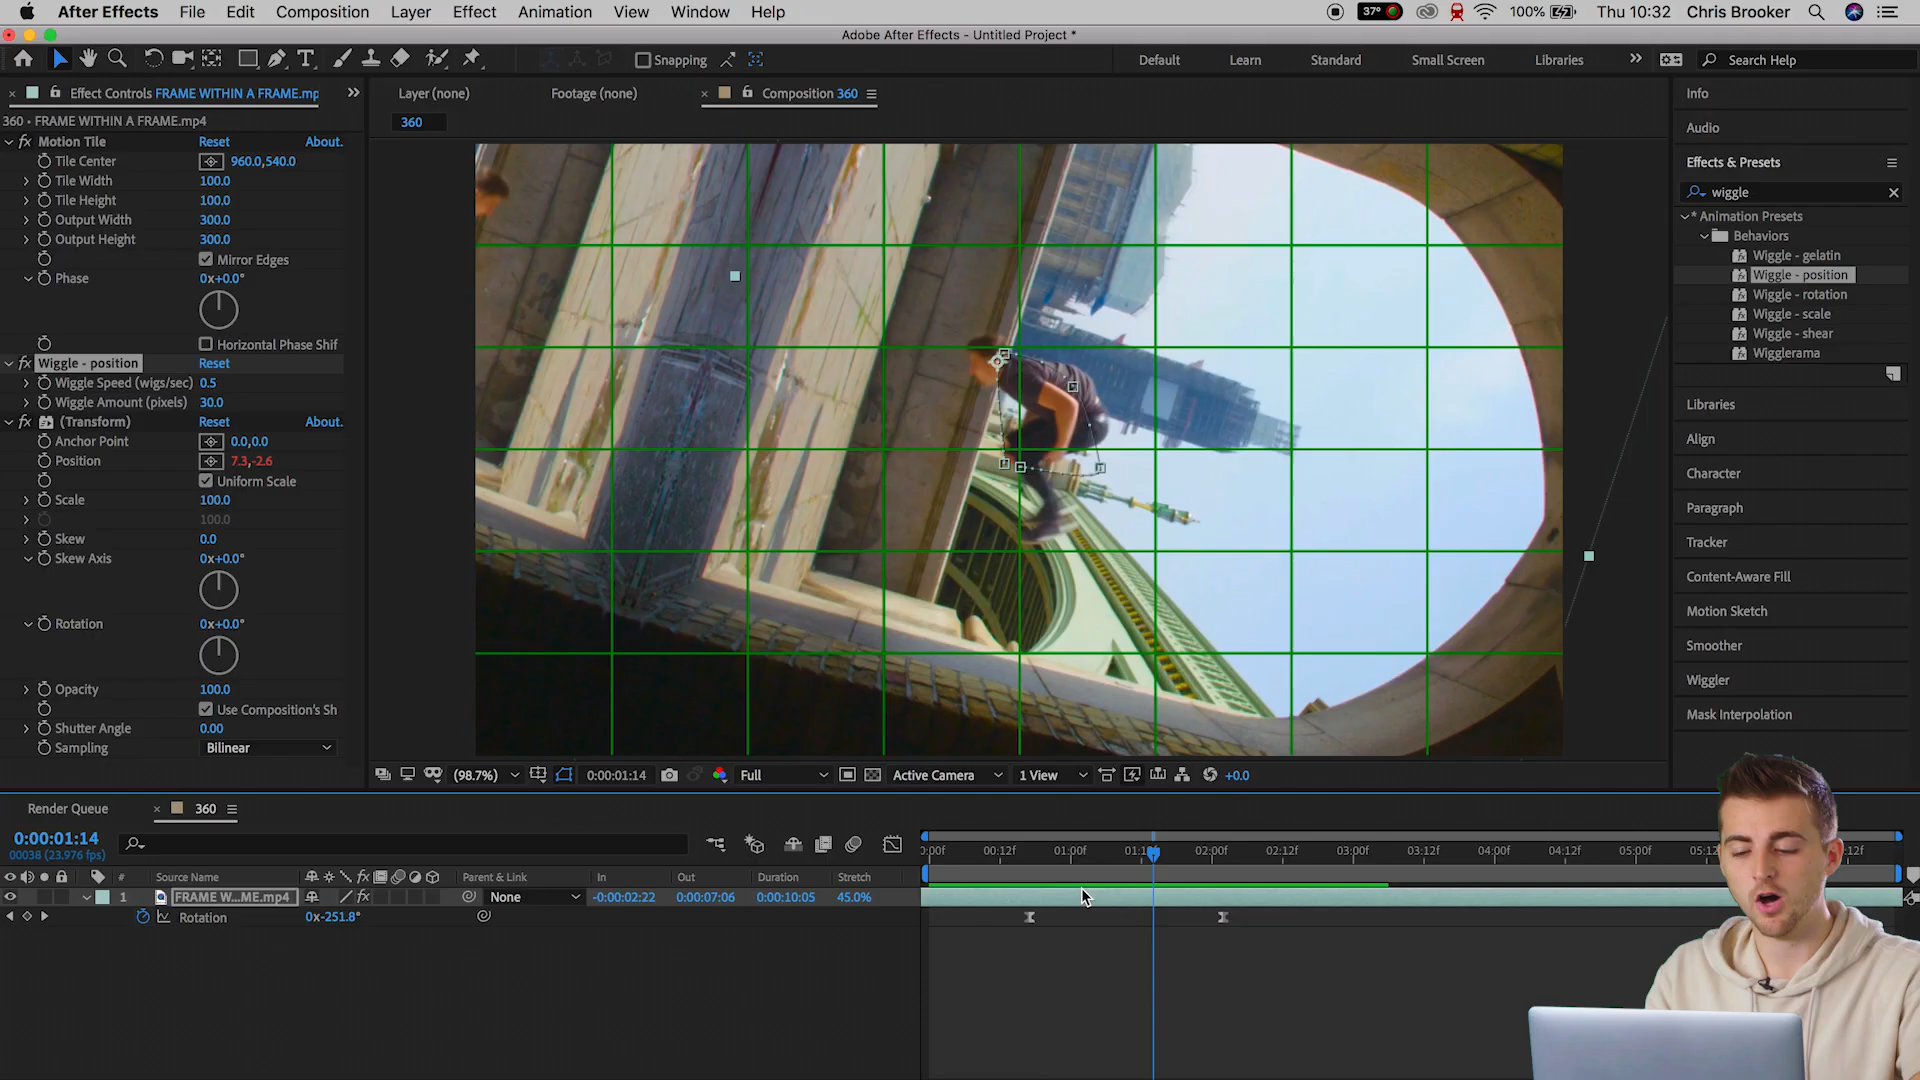 After Effects File Edit Composition Layer Effect Animation View Window Help 37° 100% Thu 10:32 Chris Brooker
Adobe After Effects - Untitled Project *
Snapping Default Learn Standard Small Screen Libraries Search Help
Effect Controls FRAME WITHIN A FRAME.mp
Layer (none) Footage (none) Composition 360
360 • FRAME WITHIN A FRAME.mp4
360
Motion Tile Reset About.
Tile Center 960.0,540.0
Tile Width 100.0
Tile Height 100.0
Output Width 300.0
Output Height 300.0
Mirror Edges
Phase 0x+0.0°
Horizontal Phase Shif
Wiggle - position Reset
Wiggle Speed (wigs/sec) 0.5
Wiggle Amount (pixels) 30.0
(Transform) Reset About.
Anchor Point 0.0,0.0
Position 7.3,-2.6
Uniform Scale
Scale 100.0
100.0
Skew 0.0
Skew Axis 0x+0.0°
Rotation 0x+0.0°
Opacity 100.0
Use Composition's Sh
Shutter Angle 0.00
Sampling Bilinear
(98.7%) 0:00:01:14 Full Active Camera 1 View +0.0
Info
Audio
Effects & Presets
wiggle
* Animation Presets
Behaviors
Wiggle - gelatin
Wiggle - position
Wiggle - rotation
Wiggle - scale
Wiggle - shear
Wigglerama
Libraries
Align
Character
Paragraph
Tracker
Content-Aware Fill
Motion Sketch
Smoother
Wiggler
Mask Interpolation
Render Queue 360
0:00:01:14
00038 (23.976 fps)
:00f 00:12f 01:00f 01:1 02:00f 02:12f 03:00f 03:12f 04:00f 04:12f 05:00f 05:12 :12f
# Source Name Parent & Link In Out Duration Stretch
1 FRAME W...ME.mp4 None -0:00:02:22 0:00:07:06 0:00:10:05 45.0%
Rotation 0x-251.8°